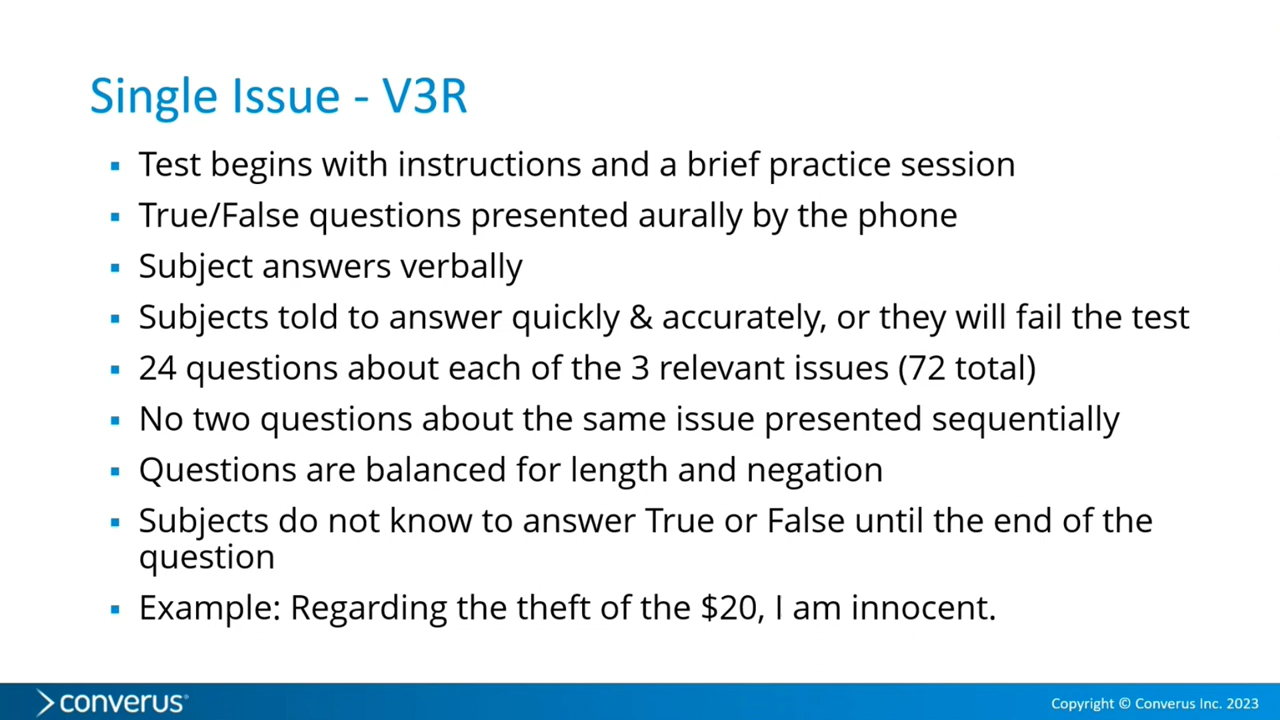 Single Issue - V3R
▪ Test begins with instructions and a brief practice session
▪ True/False questions presented aurally by the phone
▪ Subject answers verbally
▪ Subjects told to answer quickly & accurately, or they will fail the test
▪ 24 questions about each of the 3 relevant issues (72 total)
▪ No two questions about the same issue presented sequentially
▪ Questions are balanced for length and negation
▪ Subjects do not know to answer True or False until the end of the
question
▪ Example: Regarding the theft of the $20, I am innocent.
converus®
Copyright © Converus Inc. 2023